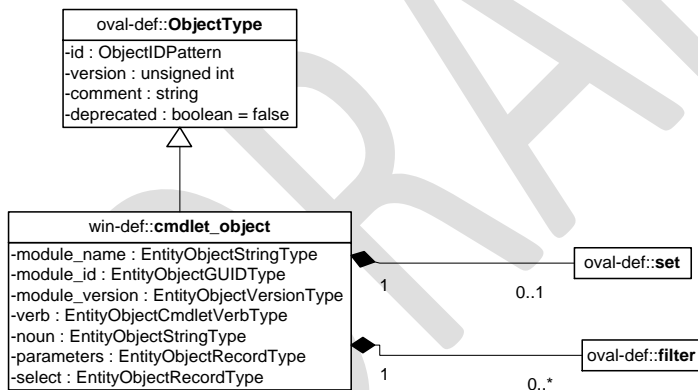 oval-def::ObjectType
-id : ObjectIDPattern
-version : unsigned int
-comment : string
-deprecated : boolean = false
win-def::cmdlet_object
-module_name : EntityObjectStringType
-module_id : EntityObjectGUIDType
-module_version : EntityObjectVersionType
-verb : EntityObjectCmdletVerbType
-noun : EntityObjectStringType
-parameters : EntityObjectRecordType
-select : EntityObjectRecordType
1
0..1
oval-def::set
1
0..*
oval-def::filter